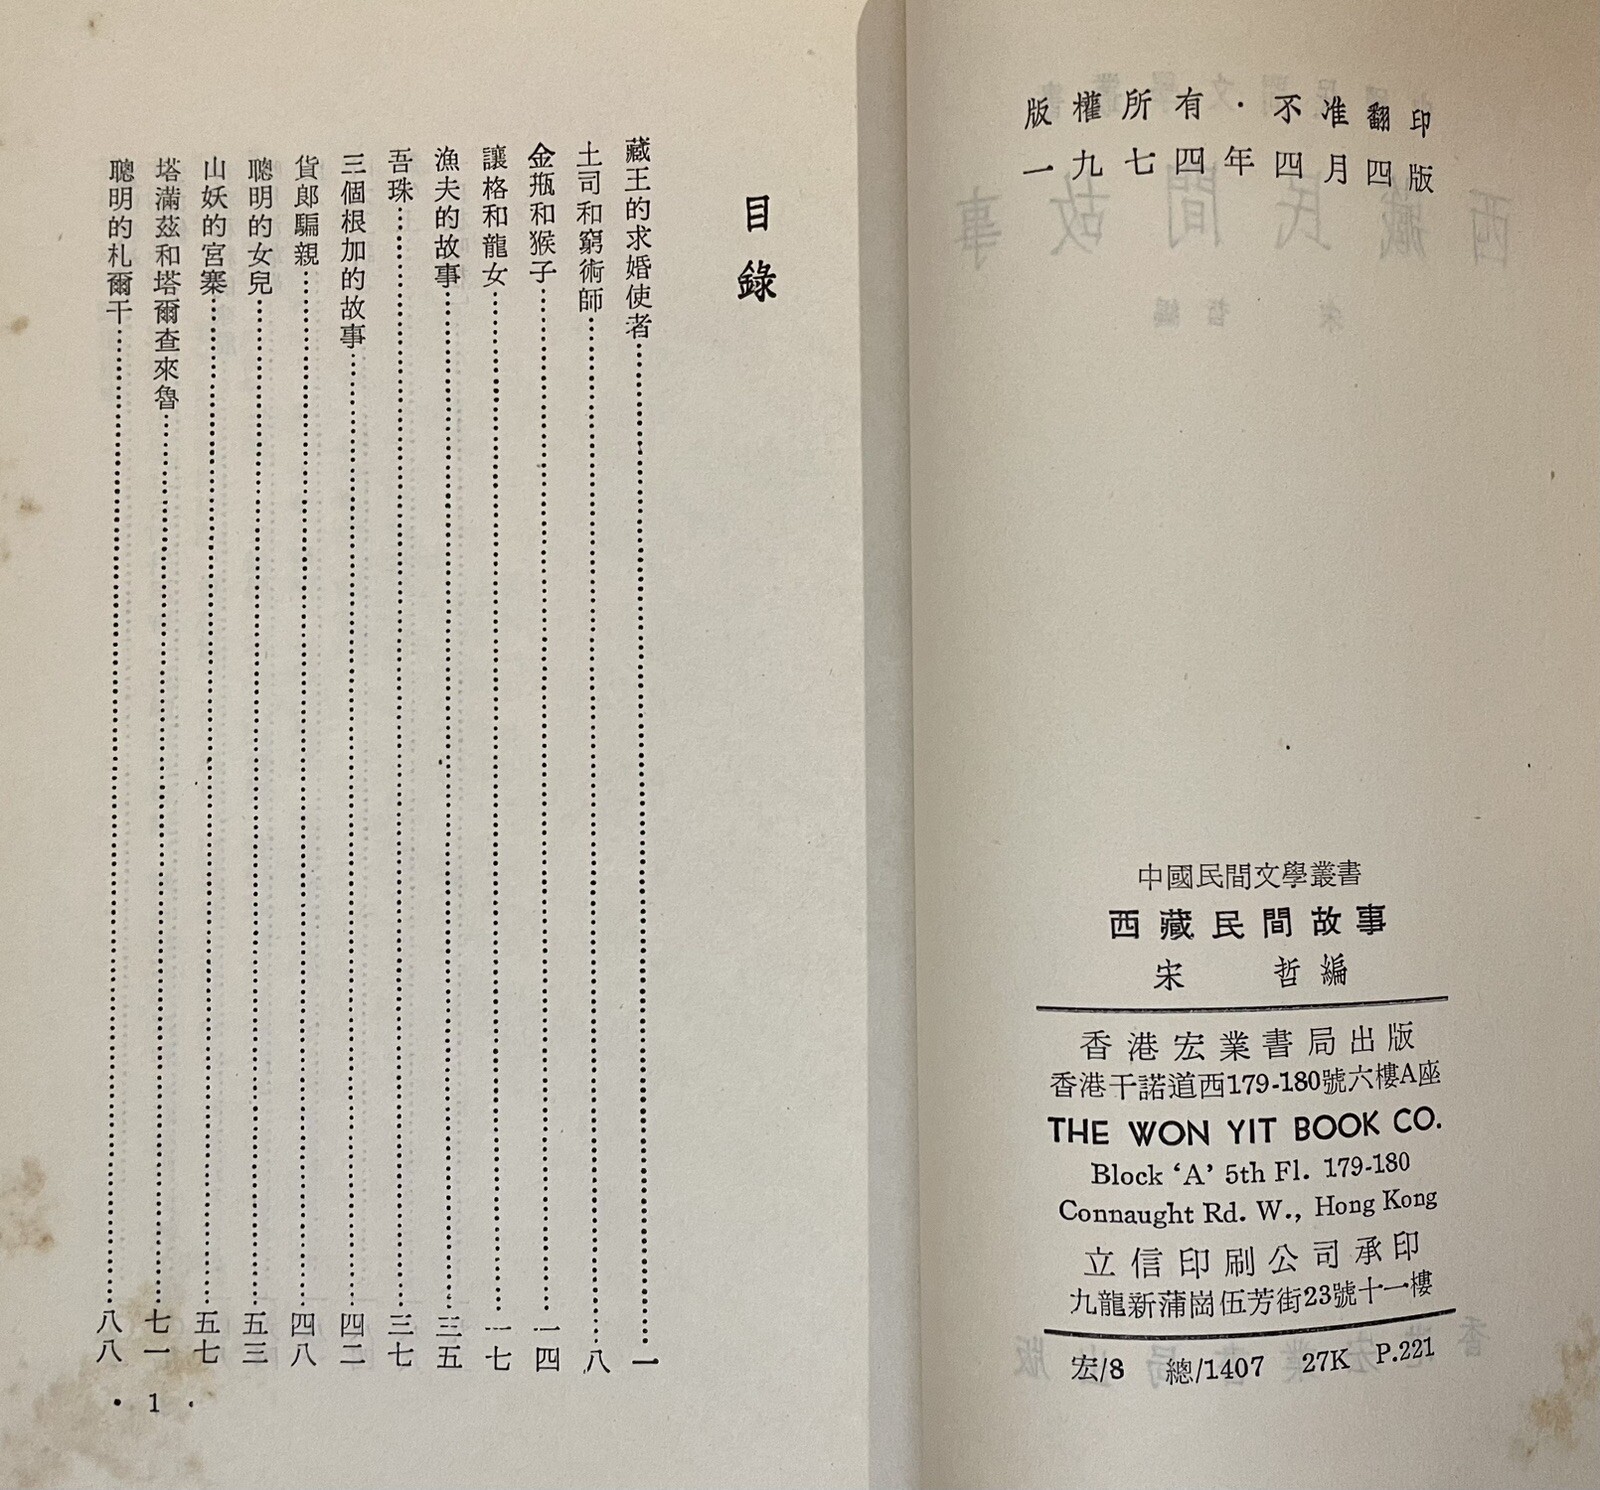 版權所有·不准翻印
一九七四年四月四版
中國民間文學叢書
西藏民間故事
宋 哲編
香港宏業書局出版
香港干諾道西179-180號六樓A座
THE WON YIT BOOK CO.
Block ‘A’ 5th Fl. 179-180
Connaught Rd. W., Hong Kong
立信印刷公司承印
九龍新蒲崗伍芳街23號十一樓
宏/8 總/1407 27K P.221
目錄
藏王的求婚使者……一
土司和窮術師……八
金瓶和猴子……一四
讓格和龍女……一七
漁夫的故事……三五
吾珠……三七
三個根加的故事……四二
貨郎騙親……四八
聰明的女兒……五三
山妖的宮寨……五七
塔滿茲和塔爾查來魯……七一
聰明的札爾干……八八
·1·